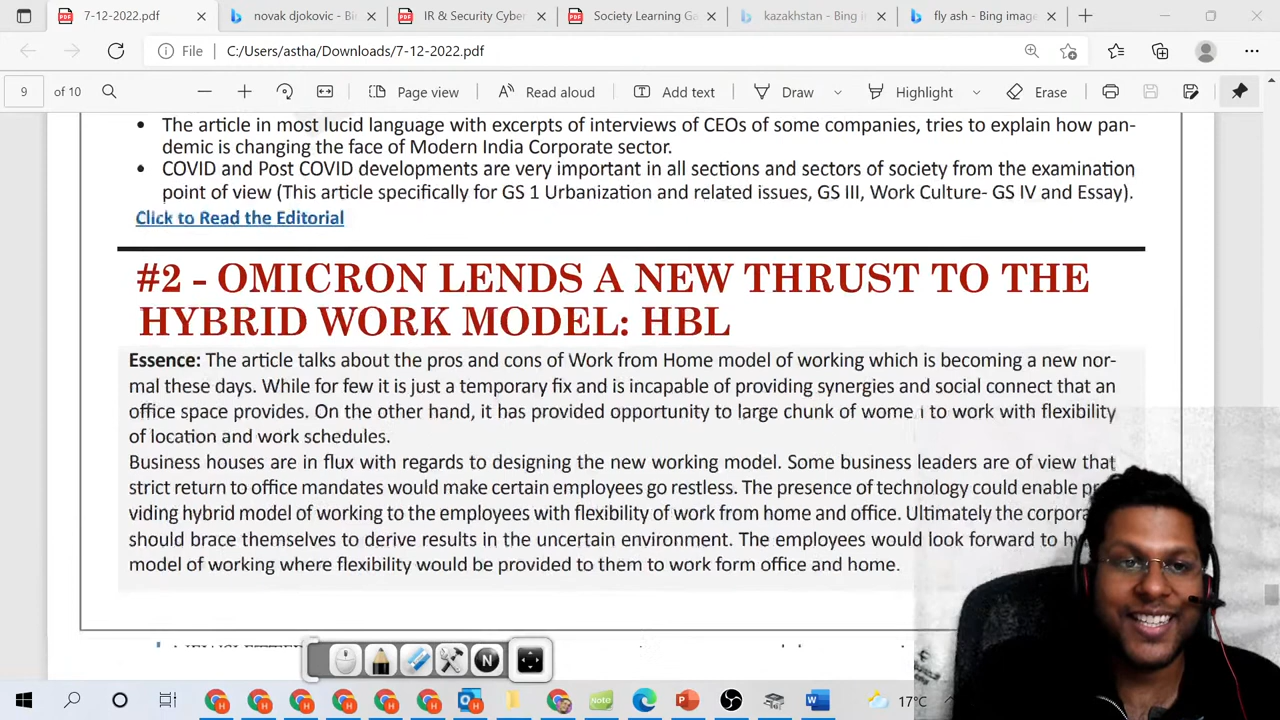 7-12-2022.pdf
novak djokovic - Bi
IR & Security Cyber
Society Learning Ga
kazakhstan - Bing i
fly ash - Bing image
File
C:/Users/astha/Downloads/7-12-2022.pdf
9 of 10
Page view
Read aloud
Add text
Draw
Highlight
Erase
• The article in most lucid language with excerpts of interviews of CEOs of some companies, tries to explain how pan-
demic is changing the face of Modern India Corporate sector.
• COVID and Post COVID developments are very important in all sections and sectors of society from the examination
point of view (This article specifically for GS 1 Urbanization and related issues, GS III, Work Culture- GS IV and Essay).
Click to Read the Editorial
#2 - OMICRON LENDS A NEW THRUST TO THE
HYBRID WORK MODEL: HBL
Essence: The article talks about the pros and cons of Work from Home model of working which is becoming a new nor-
mal these days. While for few it is just a temporary fix and is incapable of providing synergies and social connect that an
office space provides. On the other hand, it has provided opportunity to large chunk of to work with flexibility
of location and work schedules.
Business houses are in flux with regards to designing the new working model. Some business leaders are of view that
strict return to office mandates would make certain employees go restless. The presence of technology could enable
viding hybrid model of working to the employees with flexibility of work from home and office. Ultimately the
should brace themselves to derive results in the uncertain environment. The employees would look forward to
model of working where flexibility would be provided to them to work form office and home.
N
Note
17°C